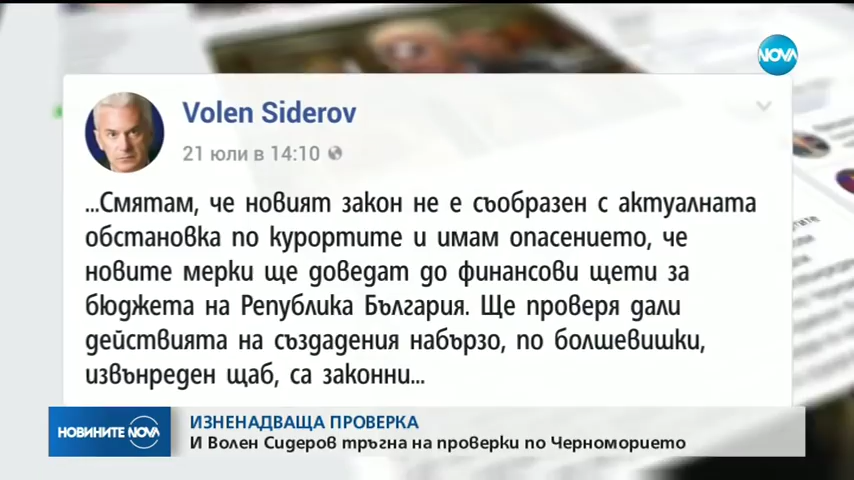 NOVA
Volen Siderov
21 юли в 14:10
...Смятам, че новият закон не е съобразен с актуалната
обстановка по курортите и имам опасението, че
новите мерки ще доведат до финансови щети за
бюджета на Република България. Ще проверя дали
действията на създадения набързо, по болшевишки,
извънреден щаб, са законни...
ИЗНЕНАДВАЩА ПРОВЕРКА
НОВИНИТЕ NOVA
И Волен Сидеров тръгна на проверки по Черноморието